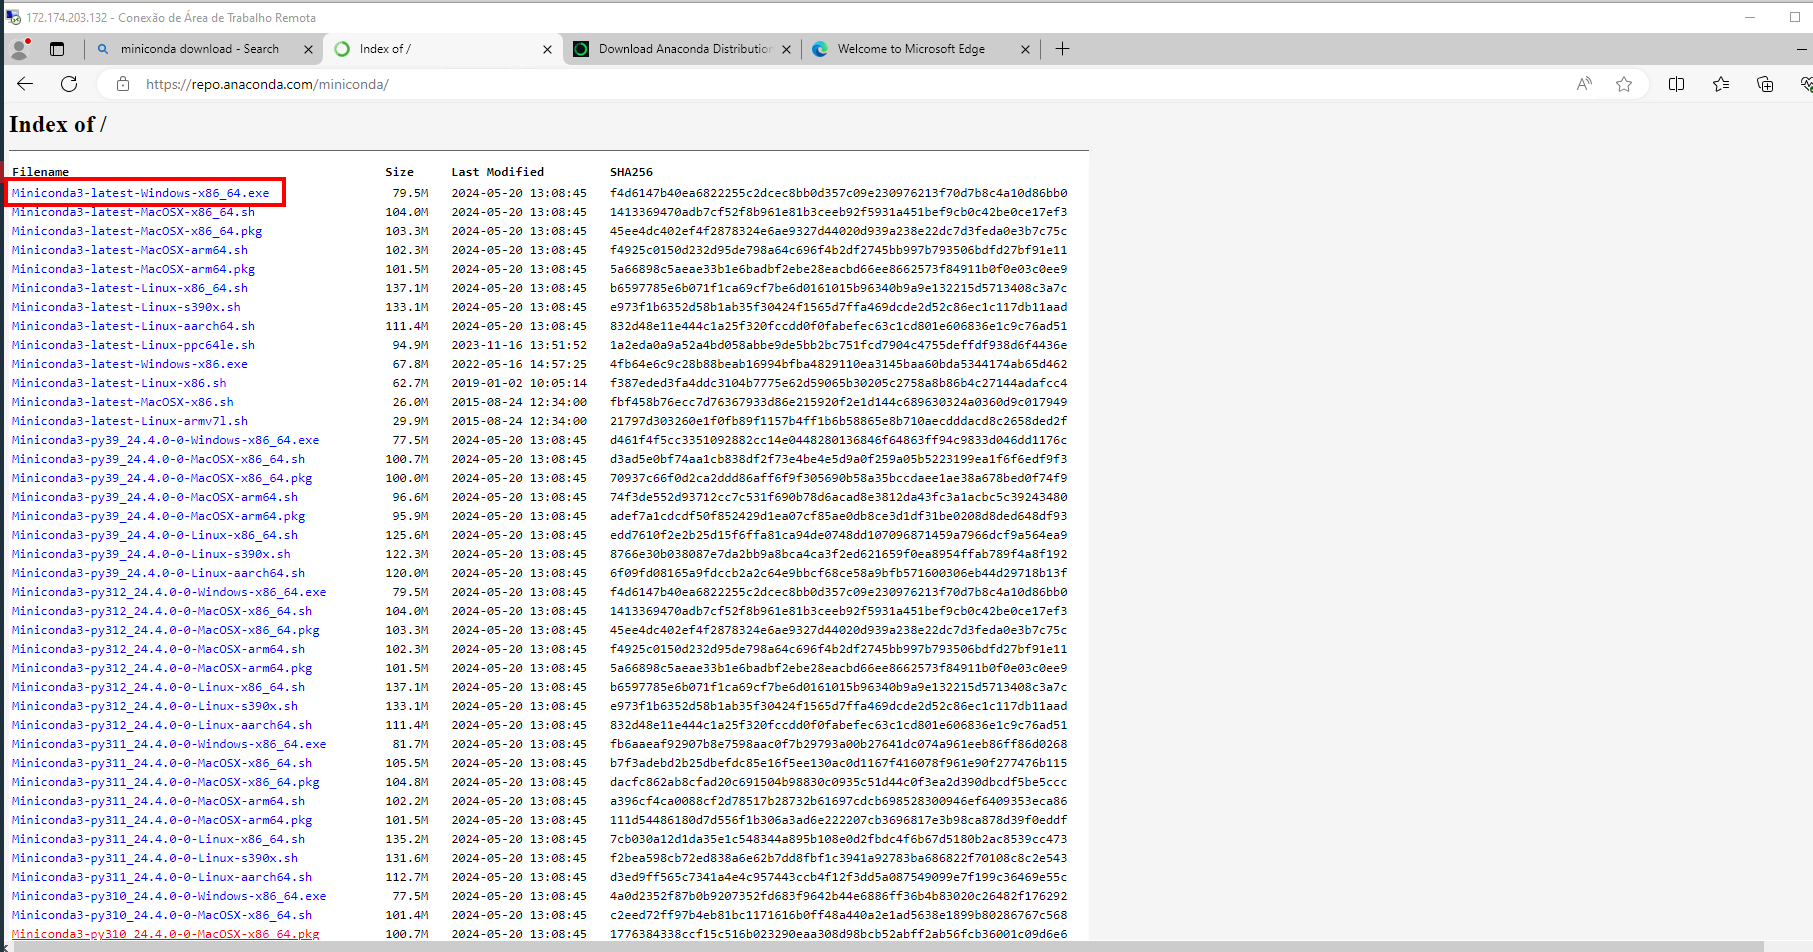 172.174.203.132 - Conexão de Área de Trabalho Remota
miniconda download - Search
Index of /
Download Anaconda Distribution
Welcome to Microsoft Edge
https://repo.anaconda.com/miniconda/
Index of /
Filename Size Last Modified SHA256
Miniconda3-latest-Windows-x86_64.exe 79.5M 2024-05-20 13:08:45 f4d6147b40ea6822255c2dcec8bb0d357c09e230976213f70d7b8c4a10d86bb0
Miniconda3-latest-MacOSX-x86_64.sh 104.0M 2024-05-20 13:08:45 1413369470adb7cf52f8b961e81b3ceeb92f5931a451bef9cb0c42be0ce17ef3
Miniconda3-latest-MacOSX-x86_64.pkg 103.3M 2024-05-20 13:08:45 45ee4dc402ef4f2878324e6ae9327d44020d939a238e22dc7d3feda0e3b7c75c
Miniconda3-latest-MacOSX-arm64.sh 102.3M 2024-05-20 13:08:45 f4925c0150d232d95de798a64c696f4b2df2745bb997b793506bdfd27bf91e11
Miniconda3-latest-MacOSX-arm64.pkg 101.5M 2024-05-20 13:08:45 5a66898c5aeae33b1e6badbf2ebe28eacbd66ee8662573f84911b0f0e03c0ee9
Miniconda3-latest-Linux-x86_64.sh 137.1M 2024-05-20 13:08:45 b6597785e6b071f1ca69cf7be6d0161015b96340b9a9e132215d5713408c3a7c
Miniconda3-latest-Linux-s390x.sh 133.1M 2024-05-20 13:08:45 e973f1b6352d58b1ab35f30424f1565d7ffa469dcde2d52c86ec1c117db11aad
Miniconda3-latest-Linux-aarch64.sh 111.4M 2024-05-20 13:08:45 832d48e11e444c1a25f320fccdd0f0fabefec63c1cd801e606836e1c9c76ad51
Miniconda3-latest-Linux-ppc64le.sh 94.9M 2023-11-16 13:51:52 1a2eda0a9a52a4bd058abbe9de5bb2bc751fcd7904c4755deffdf938d6f4436e
Miniconda3-latest-Windows-x86.exe 67.8M 2022-05-16 14:57:25 4fb64e6c9c28b88beab16994bfba4829110ea3145baa60bda5344174ab65d462
Miniconda3-latest-Linux-x86.sh 62.7M 2019-01-02 10:05:14 f387eded3fa4ddc3104b7775e62d59065b30205c2758a8b86b4c27144adafcc4
Miniconda3-latest-MacOSX-x86.sh 26.0M 2015-08-24 12:34:00 fbf458b76ecc7d76367933d86e215920f2e1d144c689630324a0360d9c017949
Miniconda3-latest-Linux-armv7l.sh 29.9M 2015-08-24 12:34:00 21797d303260e1f0fb89f1157b4ff1b6b58865e8b710aecdddacd8c2658ded2f
Miniconda3-py39_24.4.0-0-Windows-x86_64.exe 77.5M 2024-05-20 13:08:45 d461f4f5cc3351092882cc14e0448280136846f64863ff94c9833d046dd1176c
Miniconda3-py39_24.4.0-0-MacOSX-x86_64.sh 100.7M 2024-05-20 13:08:45 d3ad5e0bf74aa1cb838df2f73e4be4e5d9a0f259a05b5223199ea1f6f6edf9f3
Miniconda3-py39_24.4.0-0-MacOSX-x86_64.pkg 100.0M 2024-05-20 13:08:45 70937c66f0d2ca2ddd86aff6f9f305690b58a35bccdaee1ae38a678bed0f74f9
Miniconda3-py39_24.4.0-0-MacOSX-arm64.sh 96.6M 2024-05-20 13:08:45 74f3de552d93712cc7c531f690b78d6acad8e3812da43fc3a1acbc5c39243480
Miniconda3-py39_24.4.0-0-MacOSX-arm64.pkg 95.9M 2024-05-20 13:08:45 adef7a1cdcdf50f852429d1ea07cf85ae0db8ce3d1df31be0208d8ded648df93
Miniconda3-py39_24.4.0-0-Linux-x86_64.sh 125.6M 2024-05-20 13:08:45 edd7610f2e2b25d15f6ffa81ca94de0748dd107096871459a7966dcf9a564ea9
Miniconda3-py39_24.4.0-0-Linux-s390x.sh 122.3M 2024-05-20 13:08:45 8766e30b038087e7da2bb9a8bca4ca3f2ed621659f0ea8954ffab789f4a8f192
Miniconda3-py39_24.4.0-0-Linux-aarch64.sh 120.0M 2024-05-20 13:08:45 6f09fd08165a9fdccb2a2c64e9bbcf68ce58a9bfb571600306eb44d29718b13f
Miniconda3-py312_24.4.0-0-Windows-x86_64.exe 79.5M 2024-05-20 13:08:45 f4d6147b40ea6822255c2dcec8bb0d357c09e230976213f70d7b8c4a10d86bb0
Miniconda3-py312_24.4.0-0-MacOSX-x86_64.sh 104.0M 2024-05-20 13:08:45 1413369470adb7cf52f8b961e81b3ceeb92f5931a451bef9cb0c42be0ce17ef3
Miniconda3-py312_24.4.0-0-MacOSX-x86_64.pkg 103.3M 2024-05-20 13:08:45 45ee4dc402ef4f2878324e6ae9327d44020d939a238e22dc7d3feda0e3b7c75c
Miniconda3-py312_24.4.0-0-MacOSX-arm64.sh 102.3M 2024-05-20 13:08:45 f4925c0150d232d95de798a64c696f4b2df2745bb997b793506bdfd27bf91e11
Miniconda3-py312_24.4.0-0-MacOSX-arm64.pkg 101.5M 2024-05-20 13:08:45 5a66898c5aeae33b1e6badbf2ebe28eacbd66ee8662573f84911b0f0e03c0ee9
Miniconda3-py312_24.4.0-0-Linux-x86_64.sh 137.1M 2024-05-20 13:08:45 b6597785e6b071f1ca69cf7be6d0161015b96340b9a9e132215d5713408c3a7c
Miniconda3-py312_24.4.0-0-Linux-s390x.sh 133.1M 2024-05-20 13:08:45 e973f1b6352d58b1ab35f30424f1565d7ffa469dcde2d52c86ec1c117db11aad
Miniconda3-py312_24.4.0-0-Linux-aarch64.sh 111.4M 2024-05-20 13:08:45 832d48e11e444c1a25f320fccdd0f0fabefec63c1cd801e606836e1c9c76ad51
Miniconda3-py311_24.4.0-0-Windows-x86_64.exe 81.7M 2024-05-20 13:08:45 fb6aaeaf92907b8e7598aac0f7b29793a00b27641dc074a961eeb86ff86d0268
Miniconda3-py311_24.4.0-0-MacOSX-x86_64.sh 105.5M 2024-05-20 13:08:45 b7f3adebd2b25dbefdc85e16f5ee130ac0d1167f416078f961e90f277476b115
Miniconda3-py311_24.4.0-0-MacOSX-x86_64.pkg 104.8M 2024-05-20 13:08:45 dacfc862ab8cfad20c691504b98830c0935c51d44c0f3ea2d390dbcdf5be5ccc
Miniconda3-py311_24.4.0-0-MacOSX-arm64.sh 102.2M 2024-05-20 13:08:45 a396cf4ca0088cf2d78517b28732b61697cdcb698528300946ef6409353eca86
Miniconda3-py311_24.4.0-0-MacOSX-arm64.pkg 101.5M 2024-05-20 13:08:45 111d54486180d7d556f1b306a3ad6e222207cb3696817e3b98ca878d39f0eddf
Miniconda3-py311_24.4.0-0-Linux-x86_64.sh 135.2M 2024-05-20 13:08:45 7cb030a12d1da35e1c548344a895b108e0d2fbdc4f6b67d5180b2ac8539cc473
Miniconda3-py311_24.4.0-0-Linux-s390x.sh 131.6M 2024-05-20 13:08:45 f2bea598cb72ed838a6e62b7dd8fbf1c3941a92783ba686822f70108c8c2e543
Miniconda3-py311_24.4.0-0-Linux-aarch64.sh 112.7M 2024-05-20 13:08:45 d3ed9ff565c7341a4e4c957443ccb4f12f3dd5a087549099e7f199c36469e55c
Miniconda3-py310_24.4.0-0-Windows-x86_64.exe 77.5M 2024-05-20 13:08:45 4a0d2352f87b0b9207352fd683f9642b44e6886ff36b4b83020c26482f176292
Miniconda3-py310_24.4.0-0-MacOSX-x86_64.sh 101.4M 2024-05-20 13:08:45 c2eed72ff97b4eb81bc1171616b0ff48a440a2e1ad5638e1899b80286767c568
Miniconda3-py310_24.4.0-0-MacOSX-x86_64.pkg 100.7M 2024-05-20 13:08:45 1776384338ccf15c516b023290eaa308d98bcb52abff2ab56fcb36001c09d6e6